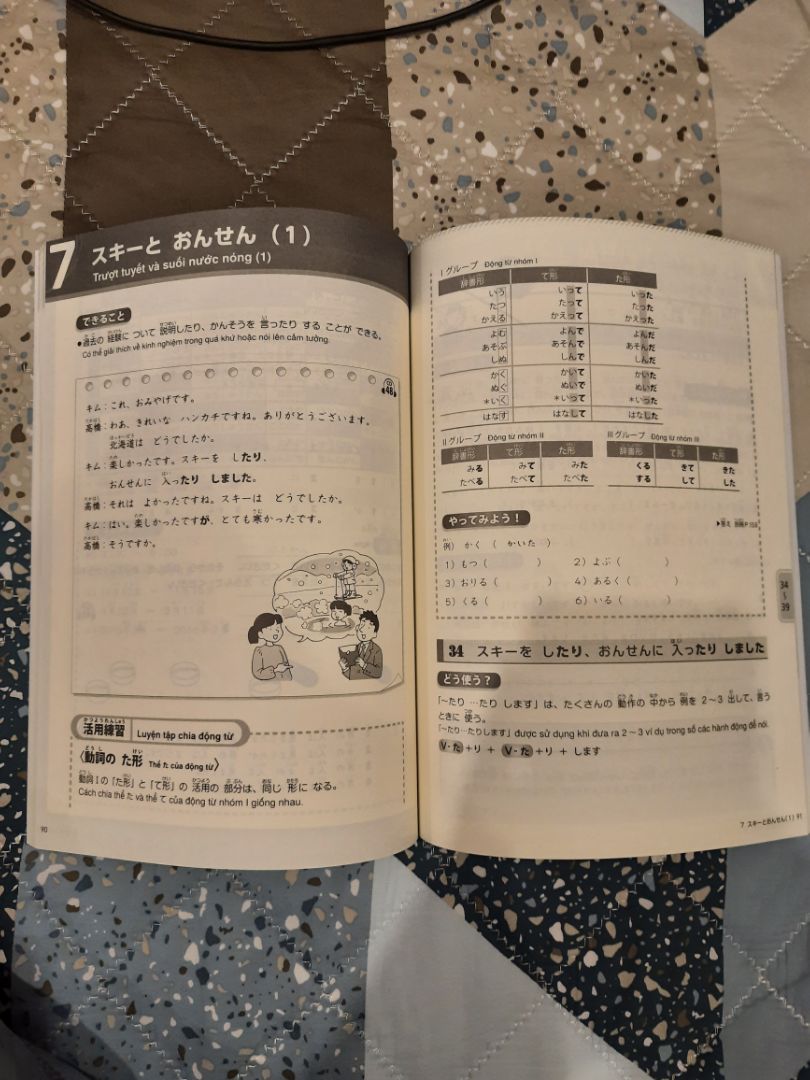 7 スキーと おんせん（1）
Trượt tuyết và suối nước nóng (1)
できること
●過去の 経験に ついて 説明したり、かんそうを 言ったり する ことが できる。
Có thể giải thích về kinh nghiệm trong quá khứ hoặc nói lên cảm tưởng.
CD 48
キム：これ、おみやげです。
高橋：わあ、きれいな ハンカチですね。ありがとうございます。
北海道は どうでしたか。
キム：楽しかったです。スキーを したり、
おんせんに 入ったり しました。
高橋：それは よかったですね。スキーは どうでしたか。
キム：はい。楽しかったですが、とても寒かったです。
高橋：そうですか。
活用練習 Luyện tập chia động từ
〈動詞の た形 Thể た của động từ〉
動詞Ⅰの「た形」と「て形」の 活用の 部分は、同じ 形に なる。
Cách chia thể た và thể て của động từ nhóm I giống nhau.
90
Ⅰグループ Động từ nhóm I
辞書形 て形 た形
いう いって いった
たつ たって たった
かえる かえって かえった
よむ よんで よんだ
あそぶ あそんで あそんだ
しぬ しんで しんだ
かく かいて かいた
ぬぐ ぬいで ぬいだ
＊いく ＊いって ＊いった
はなす はなして はなした
Ⅱグループ Động từ nhóm II
辞書形 て形 た形
みる みて みた
たべる たべて たべた
Ⅲグループ Động từ nhóm III
辞書形 て形 た形
くる きて きた
する して した
やってみよう！
例）かく（ かいた ）
1）もつ（ ） 2）よぶ（ ）
3）おりる（ ） 4）あるく（ ）
5）くる（ ） 6）いる（ ）
34～39
34 スキーを したり、おんせんに 入ったり しました
どう使う？
「～たり …たり します」は、たくさんの 動作の 中から 例を 2～3 出して、言う
ときに 使う。
「～たり…たりします」được sử dụng khi đưa ra 2 ~ 3 ví dụ trong số các hành động để nói.
V-た＋り ＋ V-た＋り ＋ します
7 スキーとおんせん(1) 91